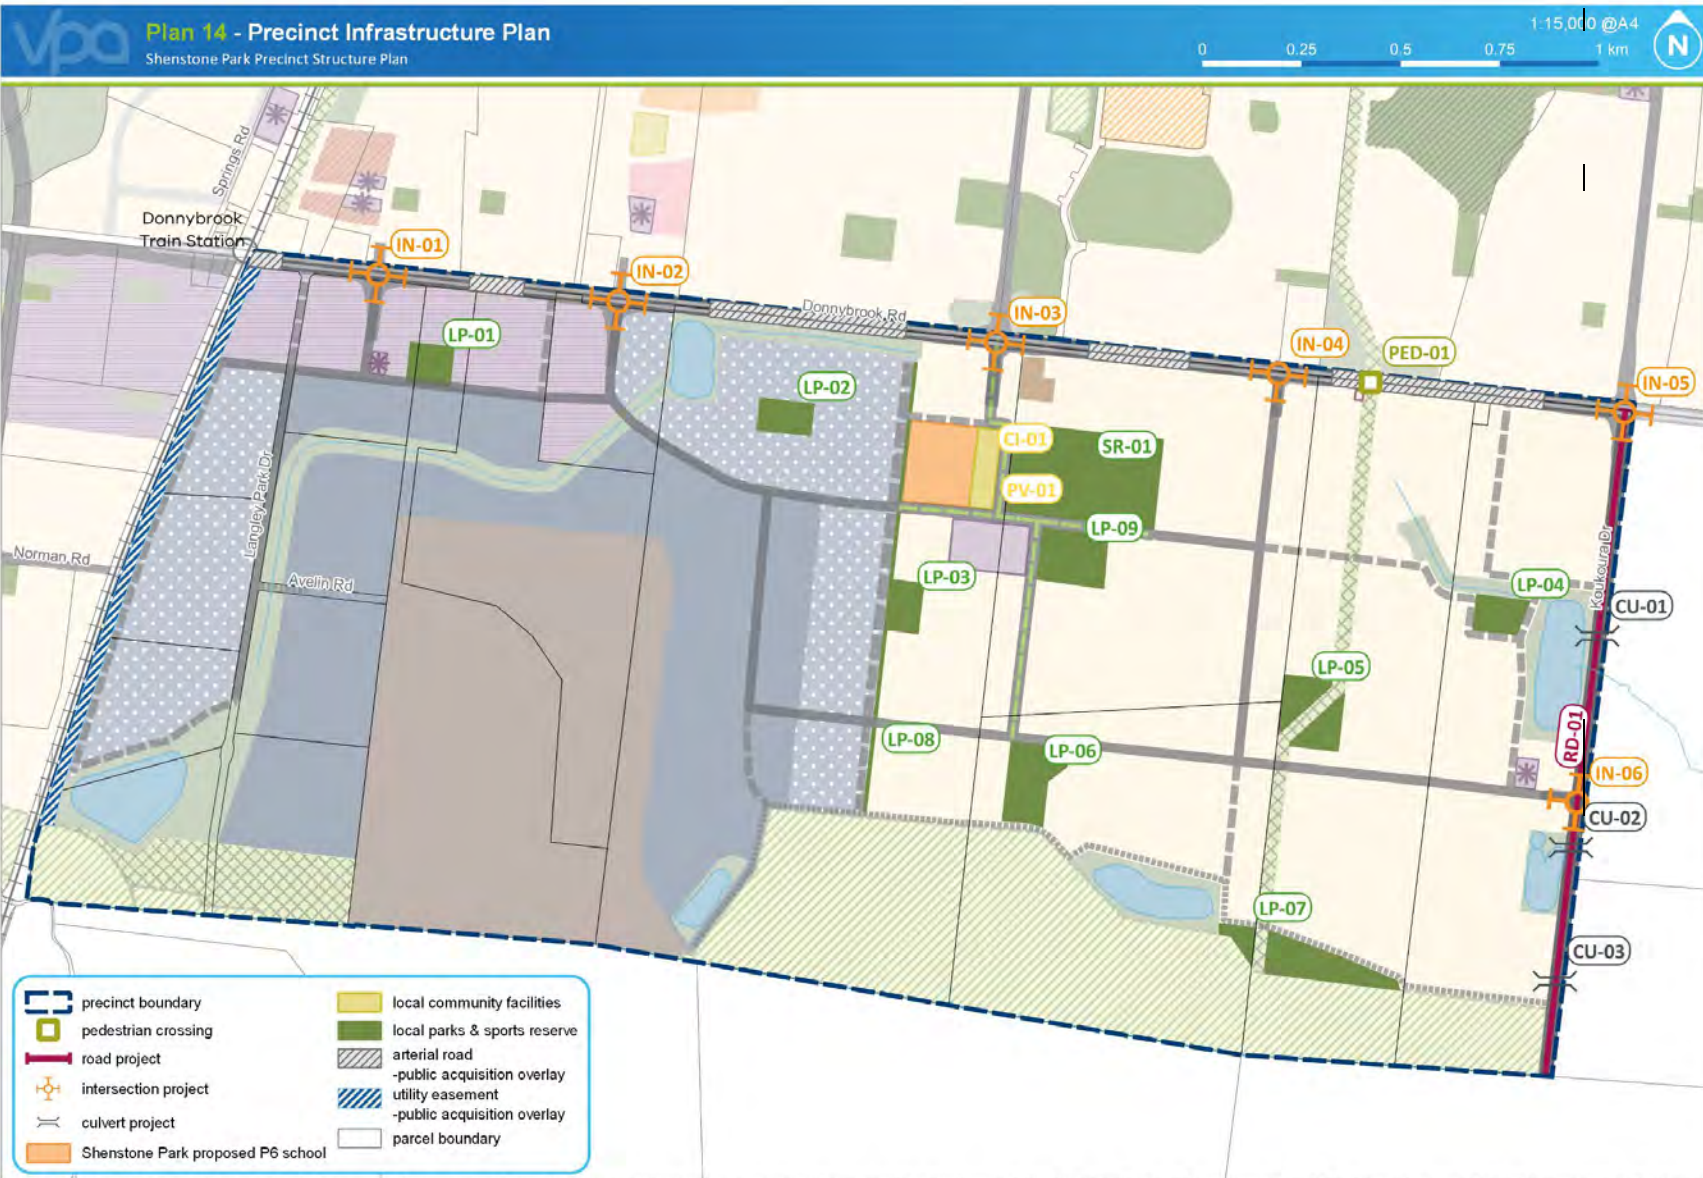 vpa
Plan 14 - Precinct Infrastructure Plan
Shenstone Park Precinct Structure Plan
1:15,000 @A4
0 0.25 0.5 0.75 1 km
N
Springs Rd
Donnybrook
Train Station
IN-01
IN-02
Donnybrook Rd
IN-03
IN-04
PED-01
IN-05
LP-01
LP-02
CI-01
SR-01
PV-01
LP-09
Langley Park Dr
Norman Rd
Avelin Rd
LP-03
LP-04
Koukoura Dr
CU-01
LP-05
LP-08
LP-06
RD-01
IN-06
CU-02
LP-07
CU-03
precinct boundary
pedestrian crossing
road project
intersection project
culvert project
Shenstone Park proposed P6 school
local community facilities
local parks & sports reserve
arterial road
-public acquisition overlay
utility easement
-public acquisition overlay
parcel boundary